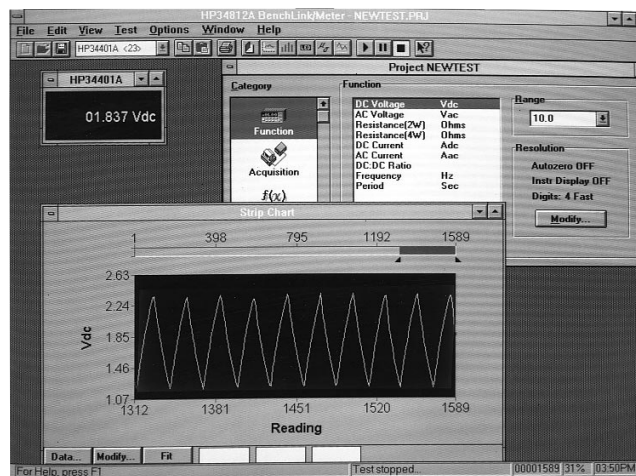 HP34812A BenchLink/Meter - NEWTEST.PRJ
File Edit View Test Options Window Help
HP34401A <23>
HP34401A
01.837 Vdc
Project NEWTEST
Category
Function
Acquisition
f(x)
Function
DC Voltage Vdc
AC Voltage Vac
Resistance(2W) Ohms
Resistance(4W) Ohms
DC Current Adc
AC Current Aac
DC:DC Ratio
Frequency Hz
Period Sec
Range
10.0
Resolution
Autozero OFF
Instr Display OFF
Digits: 4 Fast
Modify...
Strip Chart
1 398 795 1192 1589
2.63
2.24
1.85
1.46
1.07
Vdc
1312 1381 1451 1520 1589
Reading
Data... Modify... Fit
For Help, press F1
Test stopped...
00001589 31% 03:50PM